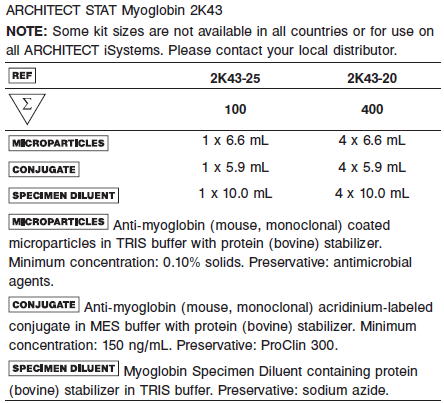 ARCHITECT STAT Myoglobin 2K43
NOTE: Some kit sizes are not available in all countries or for use on
all ARCHITECT iSystems. Please contact your local distributor.
REF 2K43-25 2K43-20
Σ 100 400
MICROPARTICLES 1 x 6.6 mL 4 x 6.6 mL
CONJUGATE 1 x 5.9 mL 4 x 5.9 mL
SPECIMEN DILUENT 1 x 10.0 mL 4 x 10.0 mL
MICROPARTICLES Anti-myoglobin (mouse, monoclonal) coated
microparticles in TRIS buffer with protein (bovine) stabilizer.
Minimum concentration: 0.10% solids. Preservative: antimicrobial
agents.
CONJUGATE Anti-myoglobin (mouse, monoclonal) acridinium-labeled
conjugate in MES buffer with protein (bovine) stabilizer. Minimum
concentration: 150 ng/mL. Preservative: ProClin 300.
SPECIMEN DILUENT Myoglobin Specimen Diluent containing protein
(bovine) stabilizer in TRIS buffer. Preservative: sodium azide.